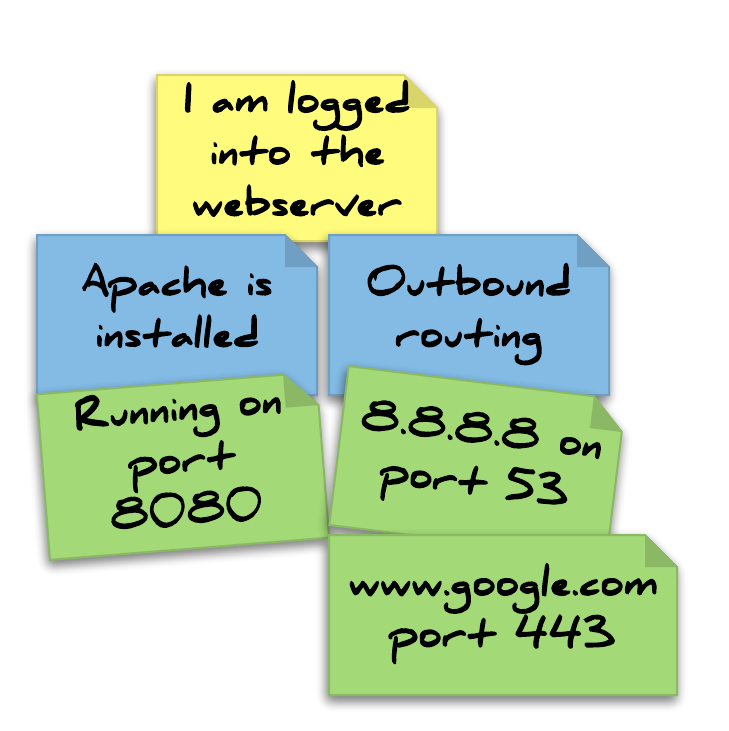 I am logged
into the
webserver
Apache is
installed
Outbound
routing
Running on
port
8080
8.8.8.8 on
port 53
www.google.com
port 443